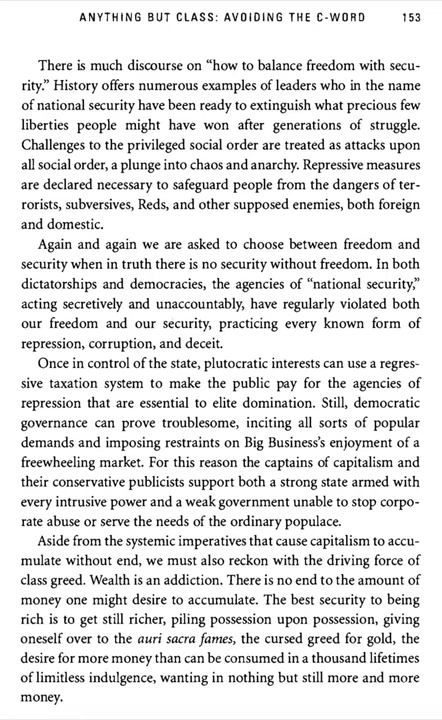 ANYTHING BUT CLASS: AVOIDING THE C-WORD 153
There is much discourse on “how to balance freedom with secu-
rity.” History offers numerous examples of leaders who in the name
of national security have been ready to extinguish what precious few
liberties people might have won after generations of struggle.
Challenges to the privileged social order are treated as attacks upon
all social order, a plunge into chaos and anarchy. Repressive measures
are declared necessary to safeguard people from the dangers of ter-
rorists, subversives, Reds, and other supposed enemies, both foreign
and domestic.
Again and again we are asked to choose between freedom and
security when in truth there is no security without freedom. In both
dictatorships and democracies, the agencies of “national security,”
acting secretively and unaccountably, have regularly violated both
our freedom and our security, practicing every known form of
repression, corruption, and deceit.
Once in control of the state, plutocratic interests can use a regres-
sive taxation system to make the public pay for the agencies of
repression that are essential to elite domination. Still, democratic
governance can prove troublesome, inciting all sorts of popular
demands and imposing restraints on Big Business’s enjoyment of a
freewheeling market. For this reason the captains of capitalism and
their conservative publicists support both a strong state armed with
every intrusive power and a weak government unable to stop corpo-
rate abuse or serve the needs of the ordinary populace.
Aside from the systemic imperatives that cause capitalism to accu-
mulate without end, we must also reckon with the driving force of
class greed. Wealth is an addiction. There is no end to the amount of
money one might desire to accumulate. The best security to being
rich is to get still richer, piling possession upon possession, giving
oneself over to the auri sacra fames, the cursed greed for gold, the
desire for more money than can be consumed in a thousand lifetimes
of limitless indulgence, wanting in nothing but still more and more
money.